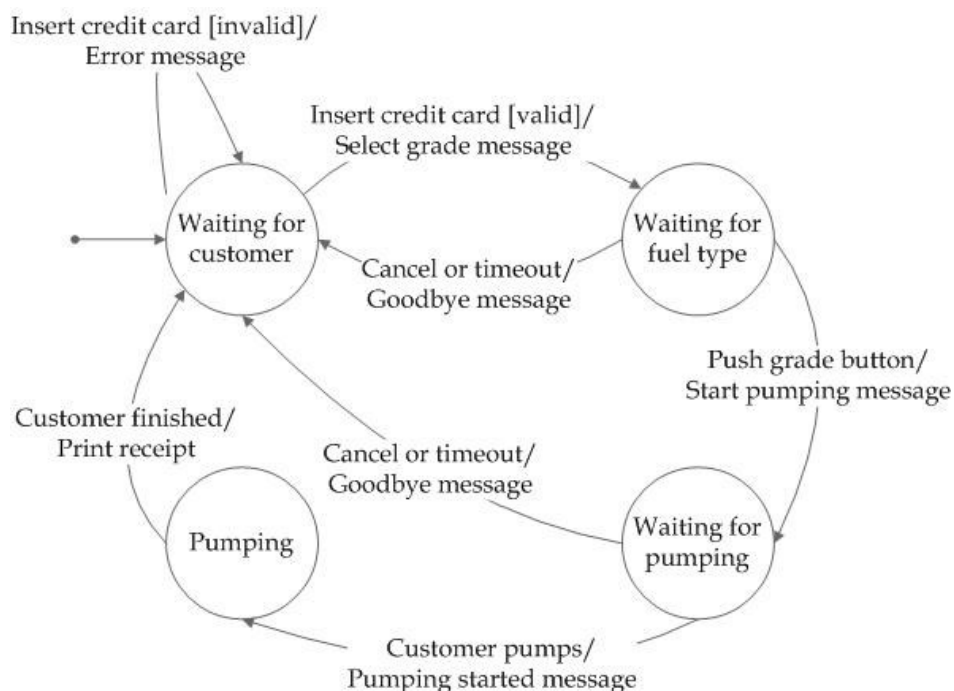 Insert credit card [invalid]/
Error message
Insert credit card [valid]/
Select grade message
Waiting for
customer
Waiting for
fuel type
Cancel or timeout/
Goodbye message
Push grade button/
Start pumping message
Customer finished/
Print receipt
Cancel or timeout/
Goodbye message
Pumping
Waiting for
pumping
Customer pumps/
Pumping started message